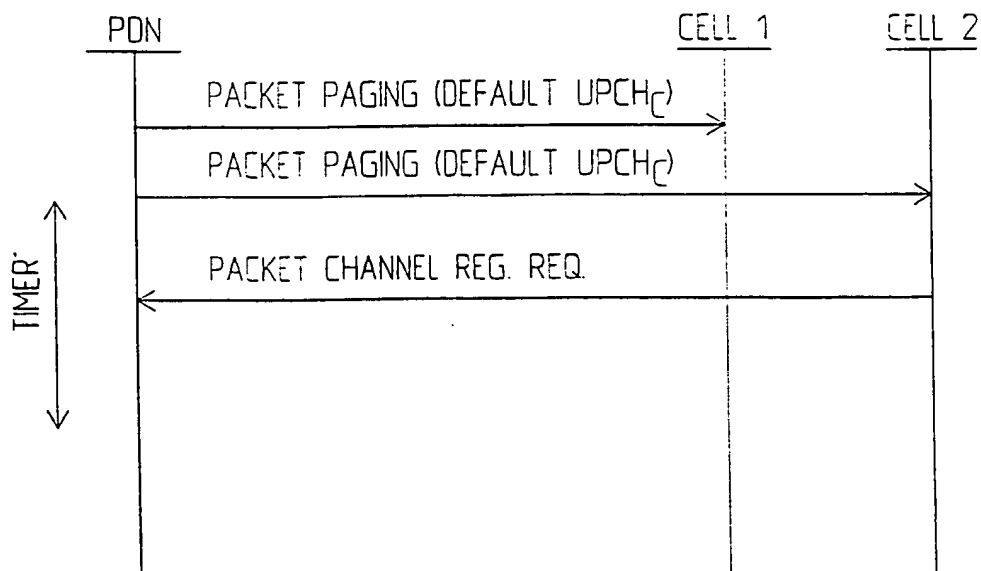 PDN
CELL 1
CELL 2
PACKET PAGING (DEFAULT UPCHC)
PACKET PAGING (DEFAULT UPCHC)
PACKET CHANNEL REG. REQ.
TIMER